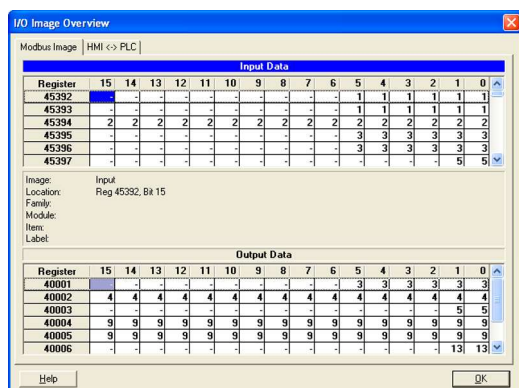 I/O Image Overview
Modbus Image HMI <-> PLC
Input Data
Register 15 14 13 12 11 10 9 8 7 6 5 4 3 2 1 0
45392 - - - - - - - - - - 1 1 1 1 1 1
45393 - - - - - - - - - - 1 1 1 1 1 1
45394 2 2 2 2 2 2 2 2 2 2 2 2 2 2 2 2
45395 - - - - - - - - - - 3 3 3 3 3 3
45396 - - - - - - - - - - 3 3 3 3 3 3
45397 - - - - - - - - - - - - - - 5 5
Image: Input
Location: Reg 45392, Bit 15
Family:
Module:
Item:
Label:
Output Data
Register 15 14 13 12 11 10 9 8 7 6 5 4 3 2 1 0
40001 - - - - - - - - - - 3 3 3 3 3 3
40002 4 4 4 4 4 4 4 4 4 4 4 4 4 4 4 4
40003 - - - - - - - - - - - - - - 5 5
40004 9 9 9 9 9 9 9 9 9 9 9 9 9 9 9 9
40005 9 9 9 9 9 9 9 9 9 9 9 9 9 9 9 9
40006 - - - - - - - - - - - - - - 13 13
Help OK